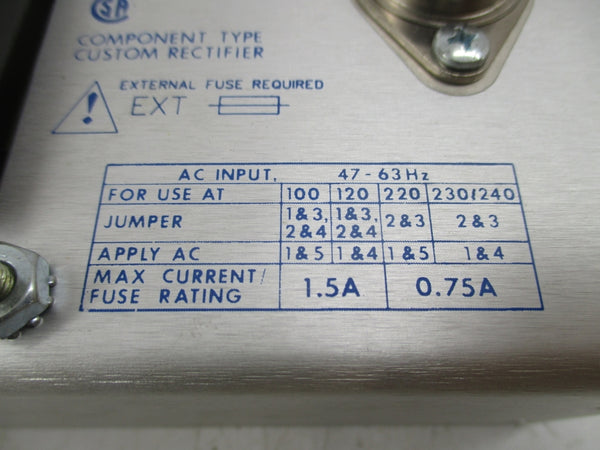 SA
COMPONENT TYPE
CUSTOM RECTIFIER
EXTERNAL FUSE REQUIRED
! EXT
AC INPUT, 47-63Hz
FOR USE AT 100 120 220 230/240
JUMPER 1&3, 2&4 1&3, 2&4 2&3 2&3
APPLY AC 1&5 1&4 1&5 1&4
MAX CURRENT/ FUSE RATING 1.5A 0.75A